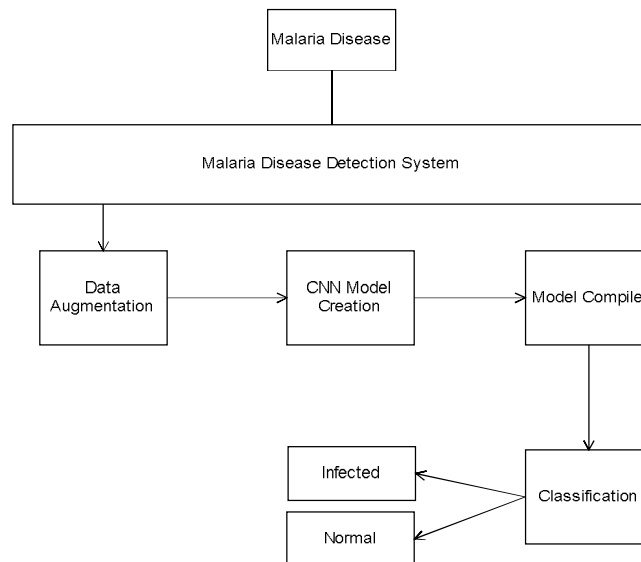 Malaria Disease
Malaria Disease Detection System
Data
Augmentation
CNN Model
Creation
Model Compile
Infected
Classification
Normal